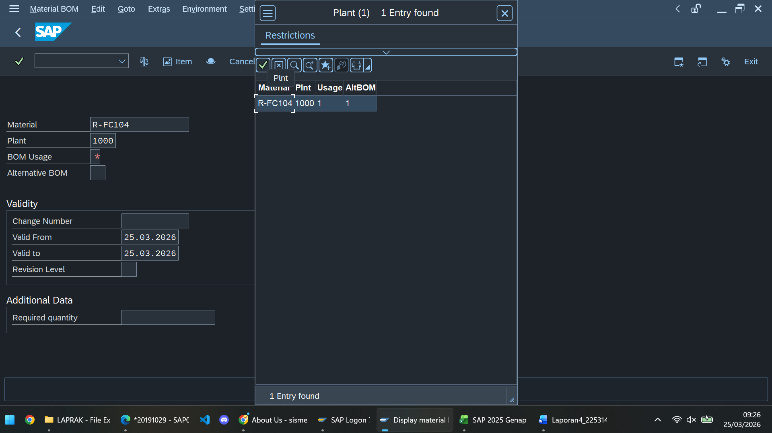 Material BOM Edit Goto Extras Environment Setti
Plant (1) 1 Entry found
SAP
Restrictions
Item
Cancel
Exit
Plnt
Material Plnt Usage AltBOM
R-FC104 1000 1 1
Material R-FC104
Plant 1000
BOM Usage *
Alternative BOM
Validity
Change Number
Valid From 25.03.2026
Valid to 25.03.2026
Revision Level
Additional Data
Required quantity
1 Entry found
LAPRAK - File Ex
*20191029 - SAPC
About Us - sisme
SAP Logon 7
Display material
SAP 2025 Genap
Laporan4_225314
09:26
25/03/2026